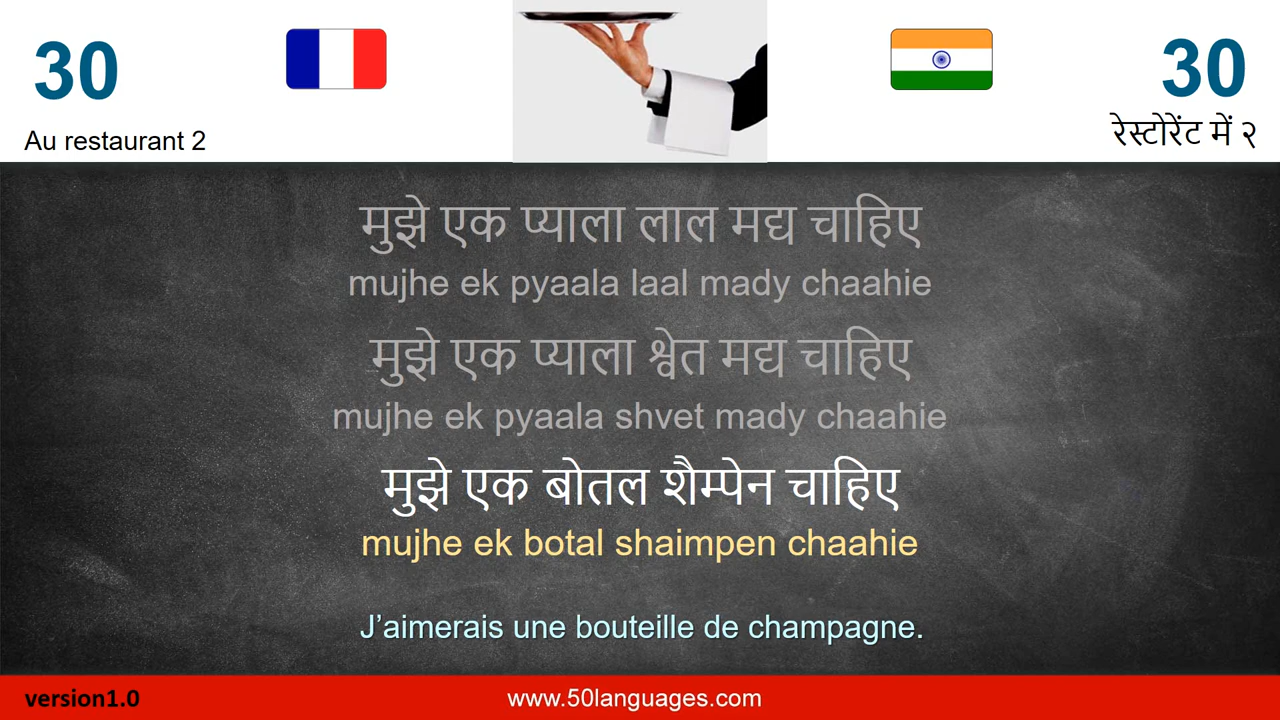 30
30
Au restaurant 2
रेस्टोरेंट में २
मुझे एक प्याला लाल मद्य चाहिए
mujhe ek pyaala laal mady chaahie
मुझे एक प्याला श्वेत मद्य चाहिए
mujhe ek pyaala shvet mady chaahie
मुझे एक बोतल शैम्पेन चाहिए
mujhe ek botal shaimpen chaahie
J’aimerais une bouteille de champagne.
version1.0
www.50languages.com